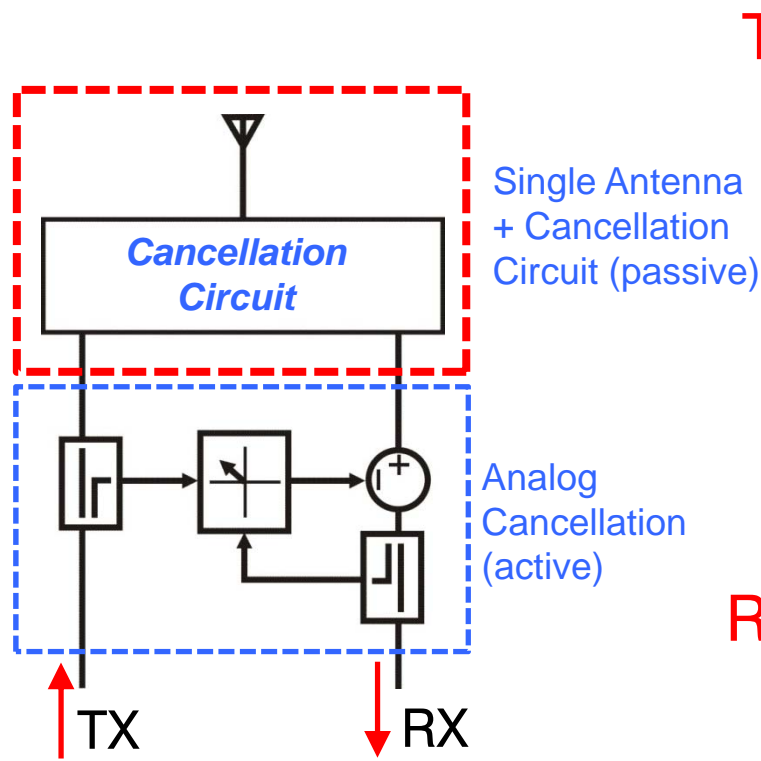 T
Single Antenna
+ Cancellation
Circuit (passive)
Cancellation
Circuit
+
−
Analog
Cancellation
(active)
R
TX
RX